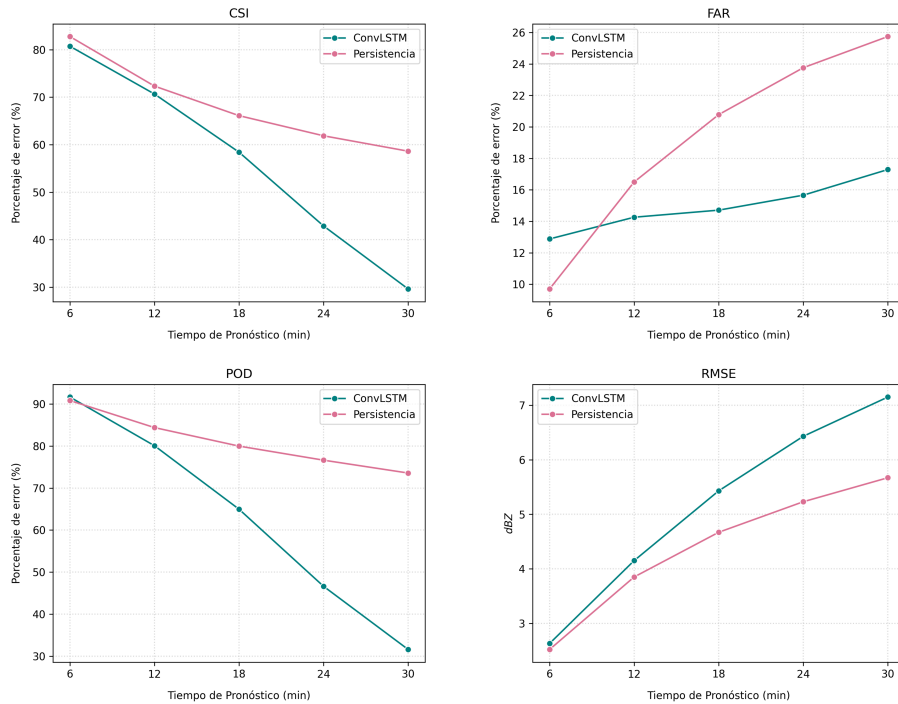 CSI
Porcentaje de error (%)
80
70
60
50
40
30
ConvLSTM
Persistencia
6 12 18 24 30
Tiempo de Pronóstico (min)
FAR
Porcentaje de error (%)
26
24
22
20
18
16
14
12
10
ConvLSTM
Persistencia
6 12 18 24 30
Tiempo de Pronóstico (min)
POD
Porcentaje de error (%)
90
80
70
60
50
40
30
ConvLSTM
Persistencia
6 12 18 24 30
Tiempo de Pronóstico (min)
RMSE
dBZ
7
6
5
4
3
ConvLSTM
Persistencia
6 12 18 24 30
Tiempo de Pronóstico (min)